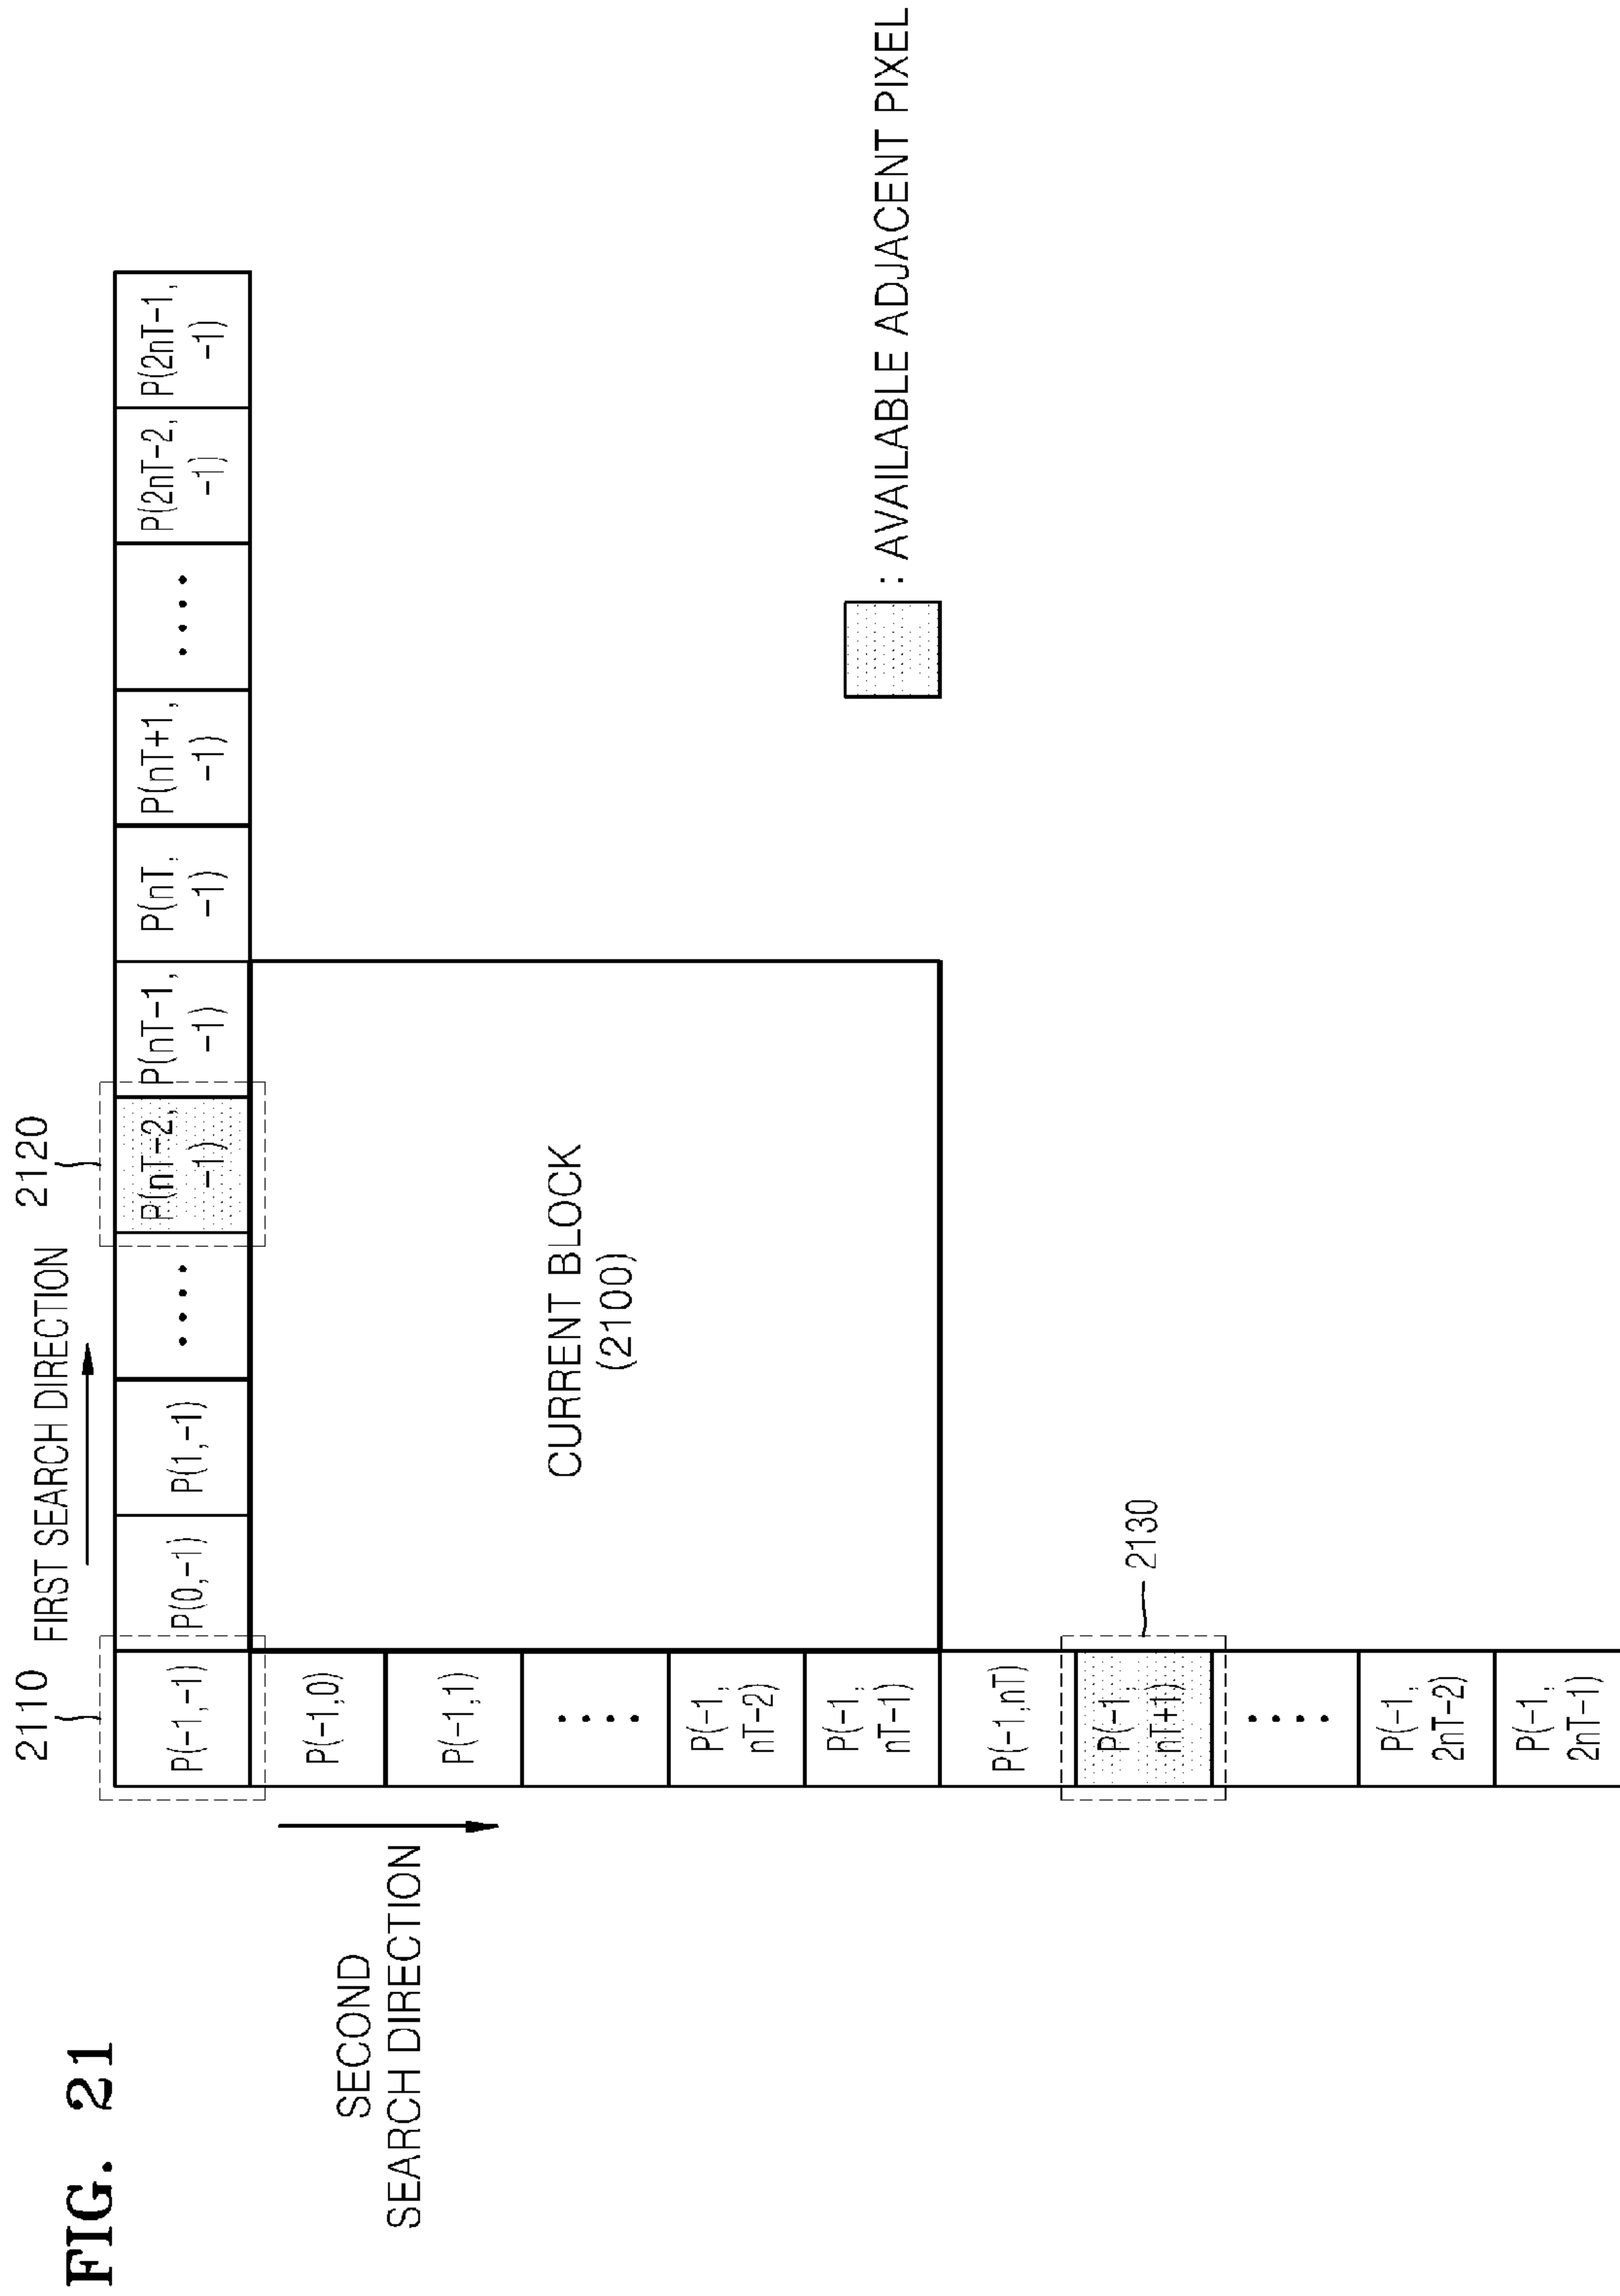 FIG. 21
2110
FIRST SEARCH DIRECTION
2120
P(-1,-1)
P(0,-1)
P(1,-1)
....
P(nT-2,
-1)
P(nT-1,
-1)
P(nT,
-1)
P(nT+1,
-1)
....
P(2nT-2,
-1)
P(2nT-1,
-1)
SECOND
SEARCH DIRECTION
P(-1,0)
P(-1,1)
....
P(-1,
nT-2)
P(-1,
nT-1)
P(-1,nT)
P(-1,
nT+1)
....
P(-1,
2nT-2)
P(-1,
2nT-1)
CURRENT BLOCK
(2100)
2130
: AVAILABLE ADJACENT PIXEL